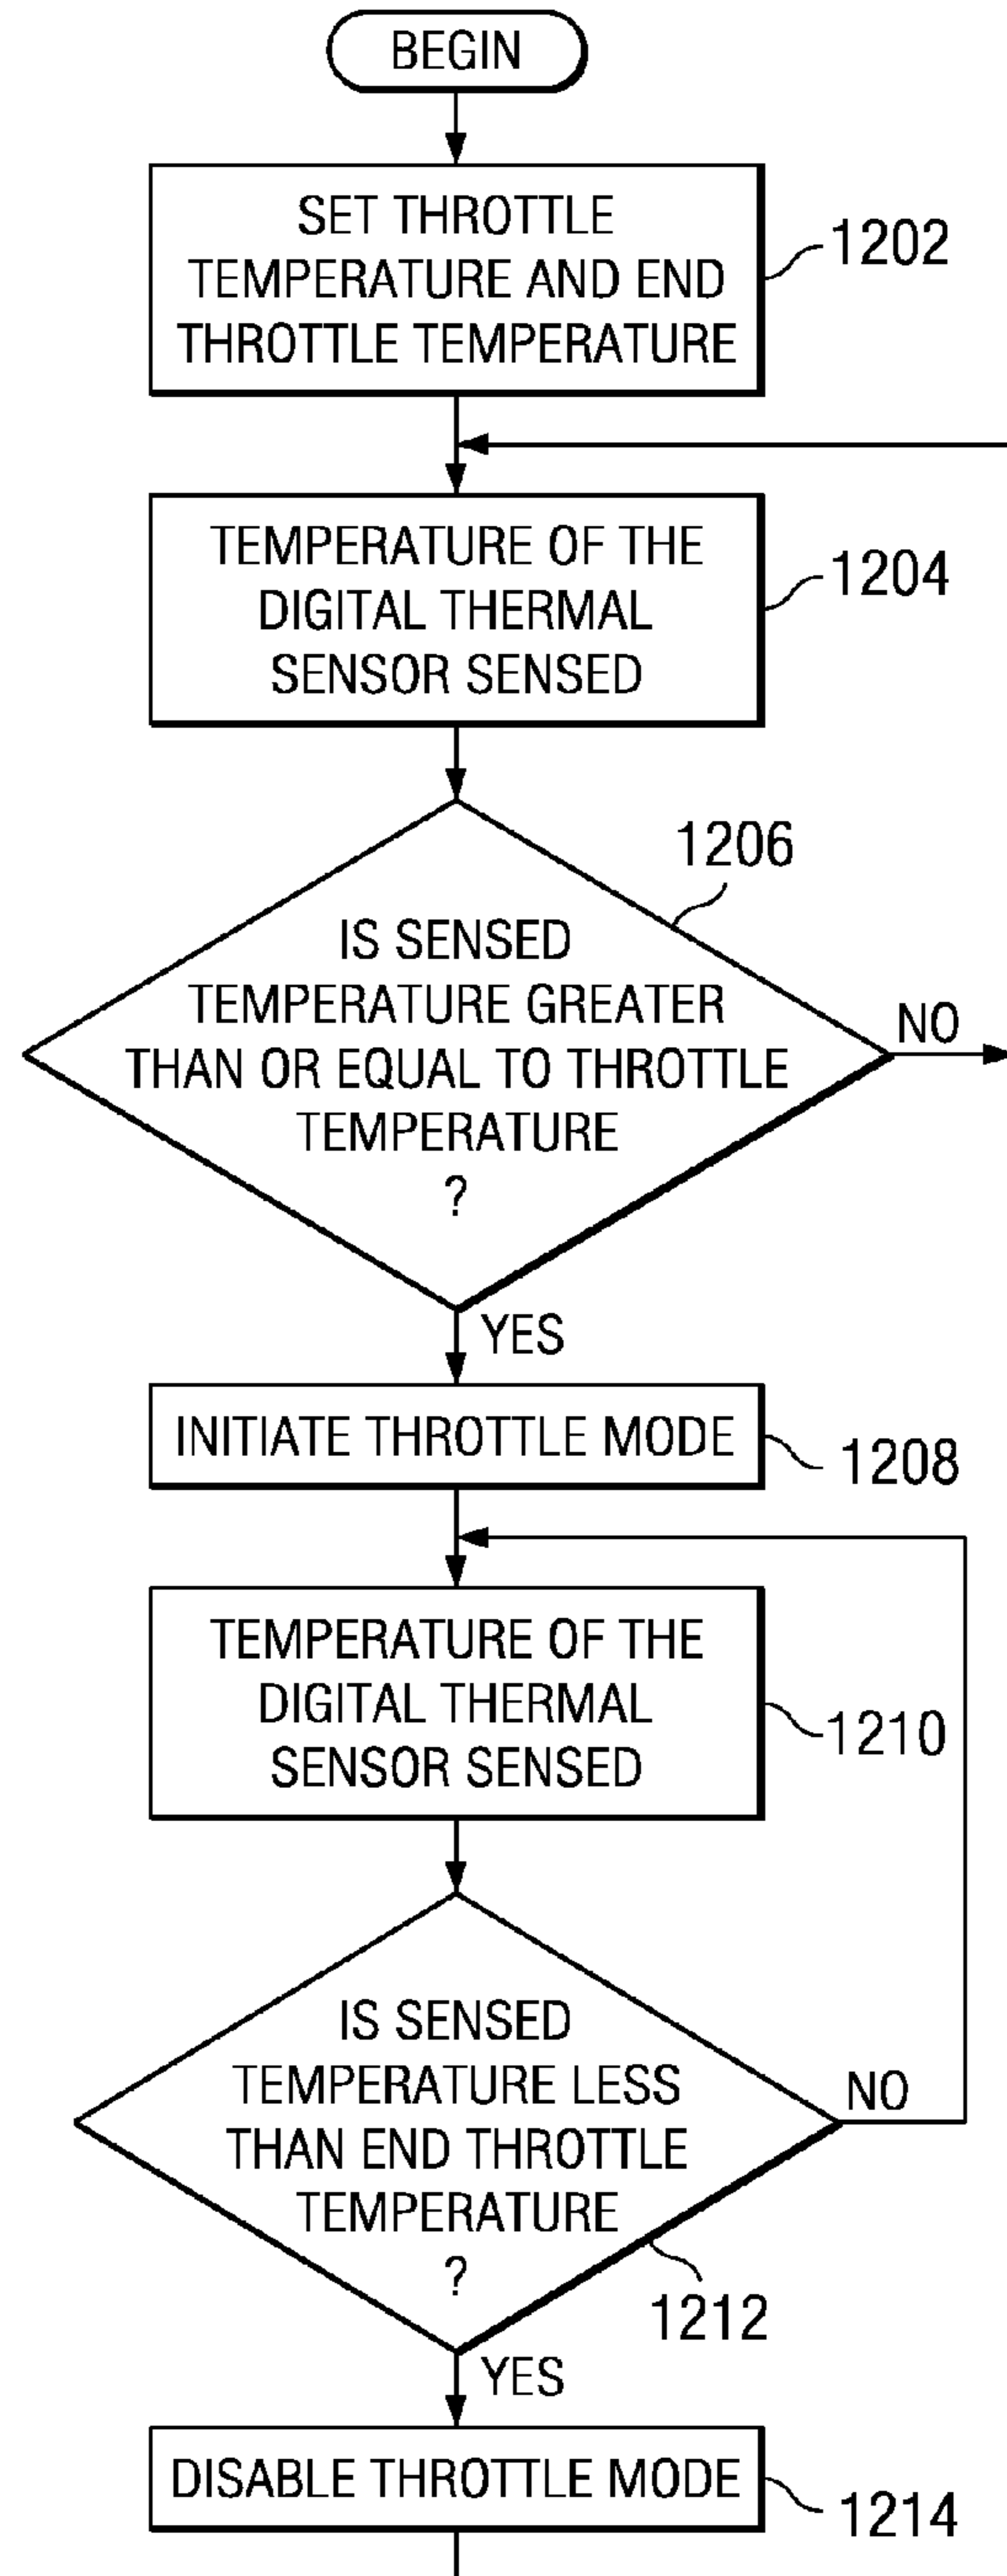 BEGIN
SET THROTTLE
TEMPERATURE AND END
THROTTLE TEMPERATURE
1202
TEMPERATURE OF THE
DIGITAL THERMAL
SENSOR SENSED
1204
1206
IS SENSED
TEMPERATURE GREATER
THAN OR EQUAL TO THROTTLE
TEMPERATURE
?
NO
YES
INITIATE THROTTLE MODE
1208
TEMPERATURE OF THE
DIGITAL THERMAL
SENSOR SENSED
1210
IS SENSED
TEMPERATURE LESS
THAN END THROTTLE
TEMPERATURE
?
NO
1212
YES
DISABLE THROTTLE MODE
1214